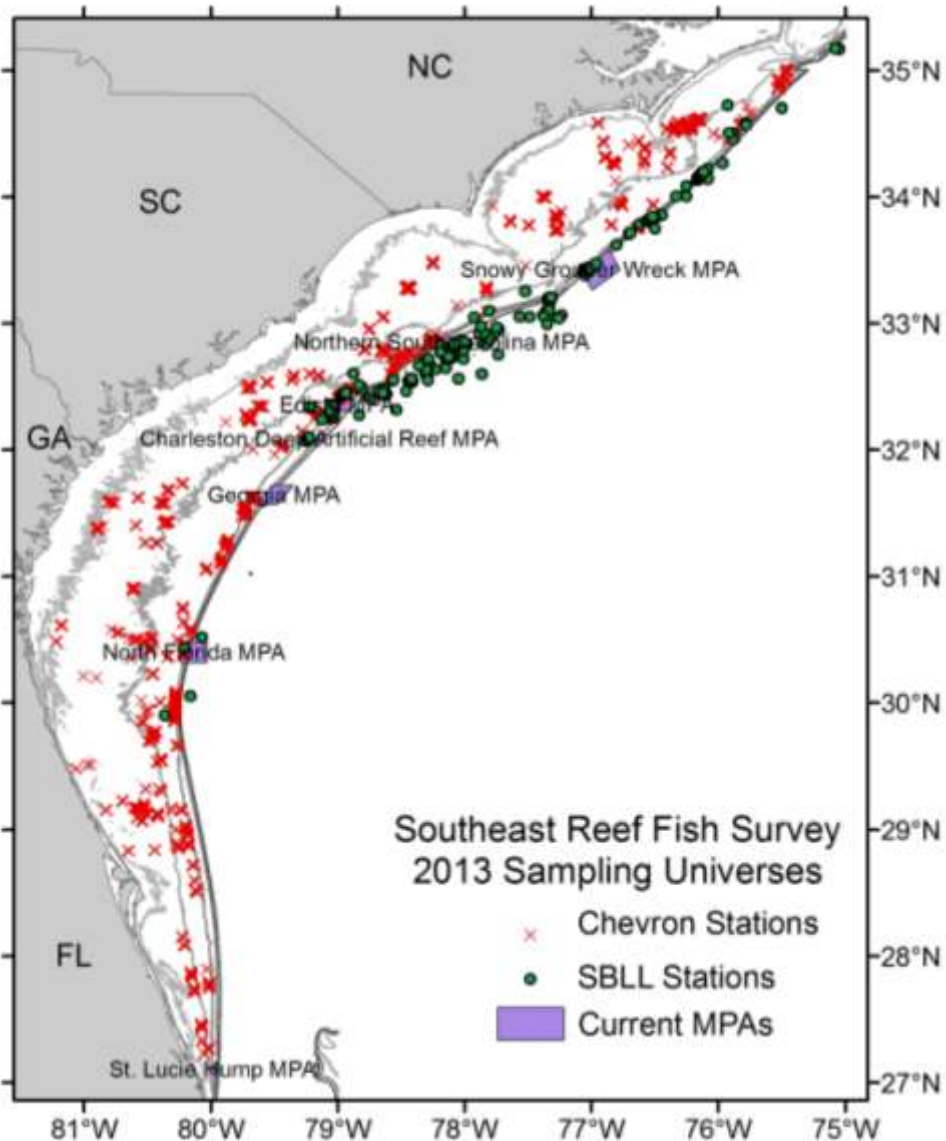 NC
35°N
SC
34°N
Snowy Grouper Wreck MPA
33°N
Northern South Carolina MPA
Edisto MPA
GA
Charleston Deep Artificial Reef MPA
32°N
Georgia MPA
31°N
North Florida MPA
30°N
Southeast Reef Fish Survey
29°N
2013 Sampling Universes
Chevron Stations
FL
28°N
SBLL Stations
Current MPAs
St. Lucie Hump MPA
27°N
81°W 80°W 79°W 78°W 77°W 76°W 75°W